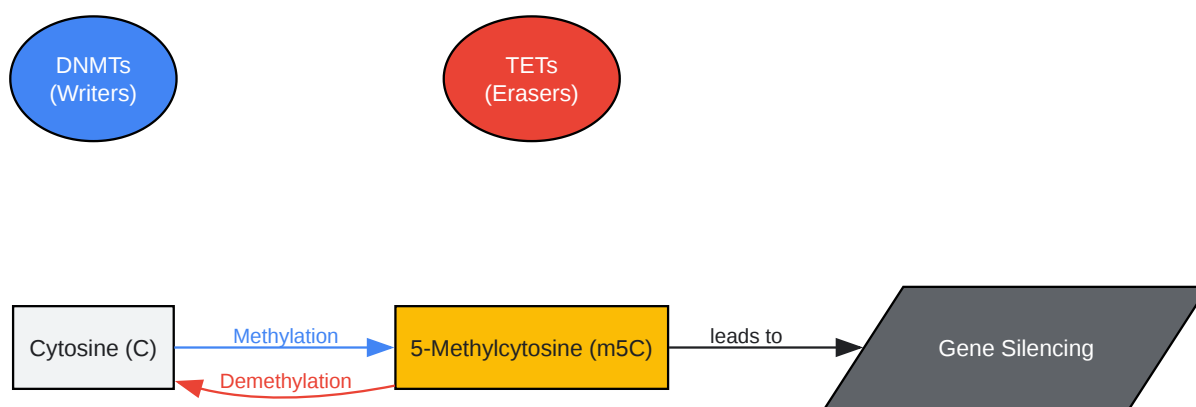 DNMTs
(Writers)
TETs
(Erasers)
Cytosine (C)
Methylation
Demethylation
5-Methylcytosine (m5C)
leads to
Gene Silencing